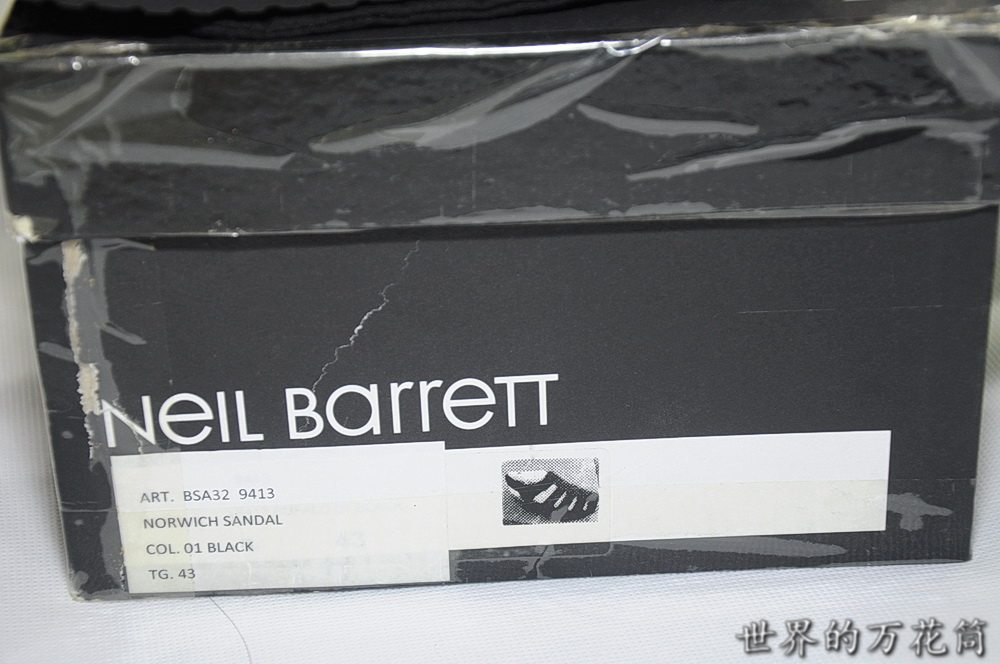 Neil Barrett
ART. BSA32 9413
NORWICH SANDAL
COL. 01 BLACK
TG. 43
世界的万花筒